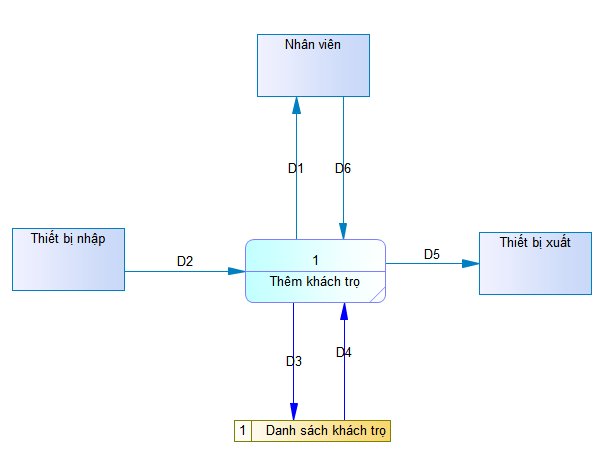 Nhân viên
D1
D6
Thiết bị nhập
D2
1
Thêm khách trọ
D5
Thiết bị xuất
D3
D4
1 Danh sách khách trọ